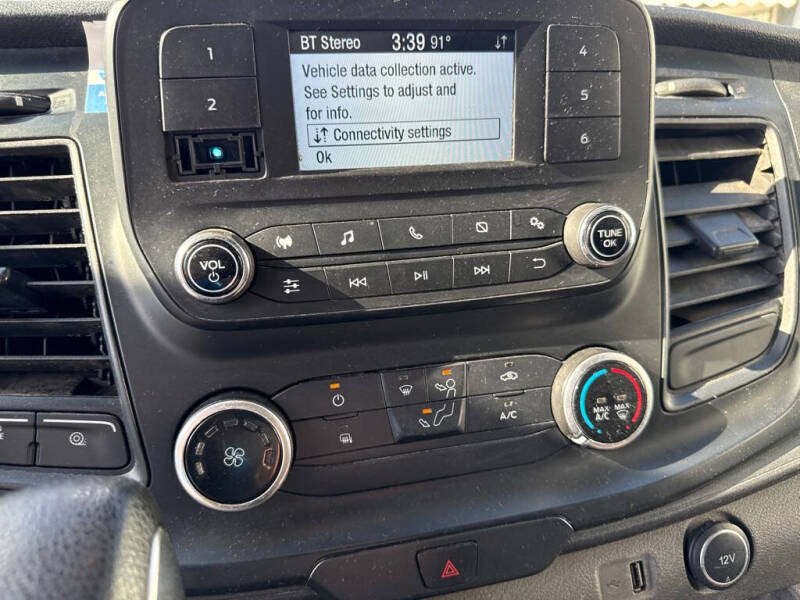 1
2
BT Stereo 3:39 91°
Vehicle data collection active.
See Settings to adjust and
for info.
Connectivity settings
Ok
4
5
6
VOL
TUNE
OK
A/C
MAX
A/C
MAX
12V